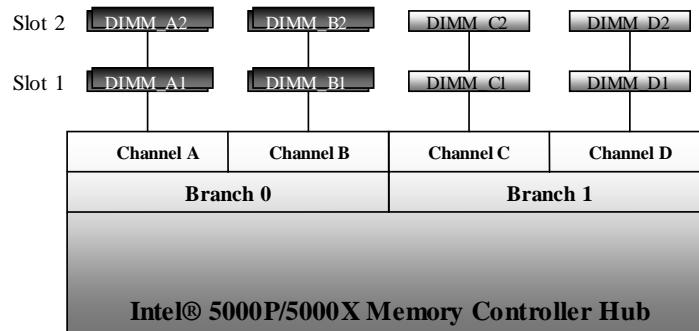 Slot 2 DIMM_A2 DIMM_B2 DIMM_C2 DIMM_D2
Slot 1 DIMM_A1 DIMM_B1 DIMM_C1 DIMM_D1
Channel A Channel B Channel C Channel D
Branch 0 Branch 1
Intel® 5000P/5000X Memory Controller Hub